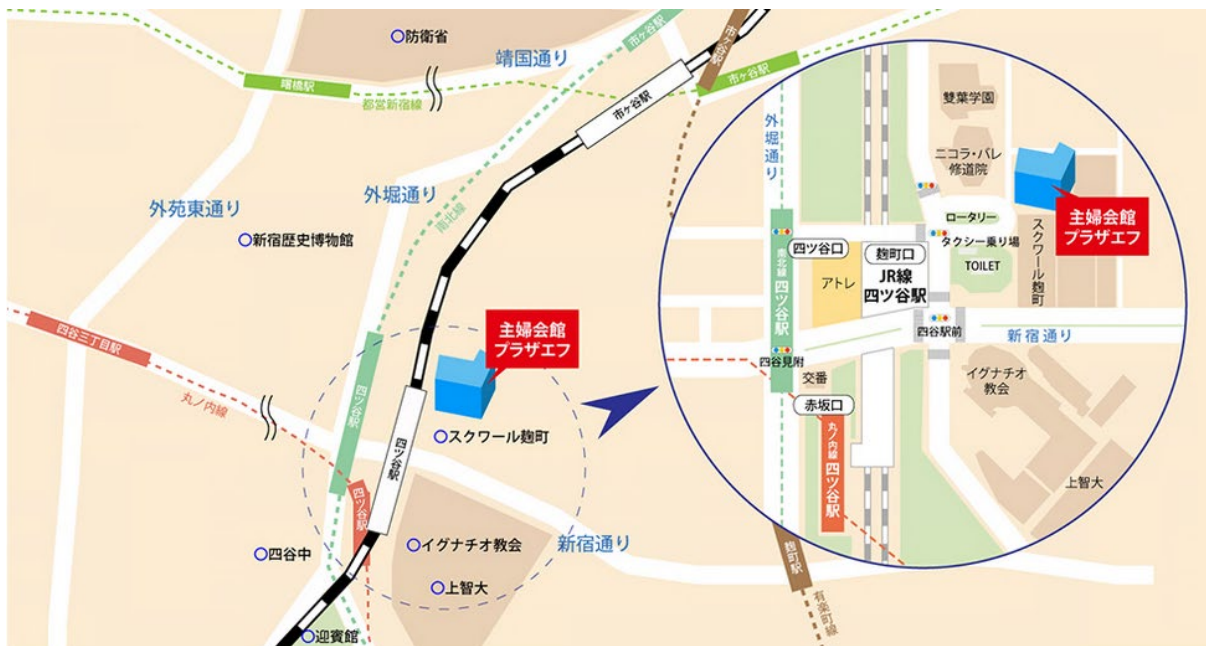 防衛省
靖国通り
市ヶ谷駅
市ヶ谷駅
市ヶ谷駅
市ヶ谷駅
曙橋駅
都営新宿線
外苑東通り
外堀通り
南北線
新宿歴史博物館
四谷三丁目駅
丸ノ内線
四ツ谷駅
四ツ谷駅
四ツ谷駅
主婦会館
プラザエフ
スクワール麹町
四谷中
イグナチオ教会
上智大
新宿通り
迎賓館
麹町駅
有楽町線
外堀通り
雙葉学園
ニコラ・バレ
修道院
主婦会館
プラザエフ
ロータリー
タクシー乗り場
TOILET
スクワール麹町
四ツ谷口
麹町口
アトレ
JR線
四ツ谷駅
南北線 四ツ谷駅
四谷駅前
新宿通り
四谷見附
交番
赤坂口
丸ノ内線 四ツ谷駅
イグナチオ
教会
上智大